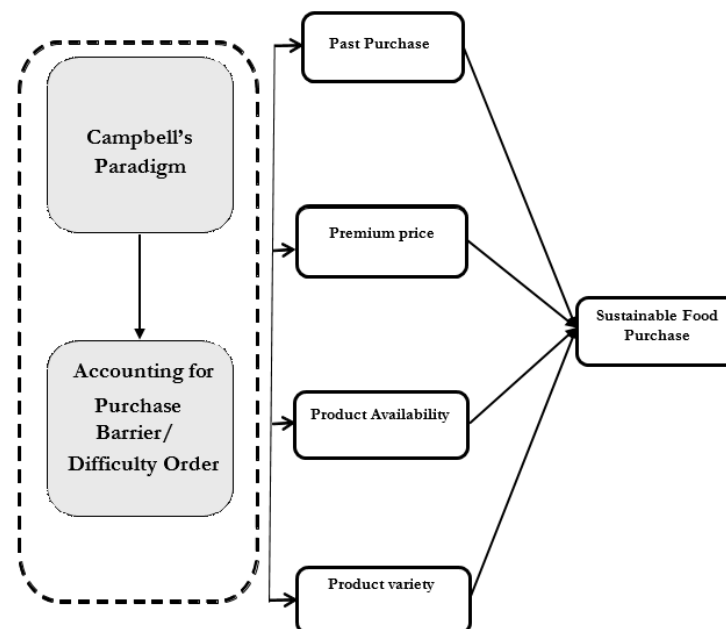 Campbell's
Paradigm
Accounting for
Purchase
Barrier/
Difficulty Order
Past Purchase
Premium price
Product Availability
Product variety
Sustainable Food
Purchase